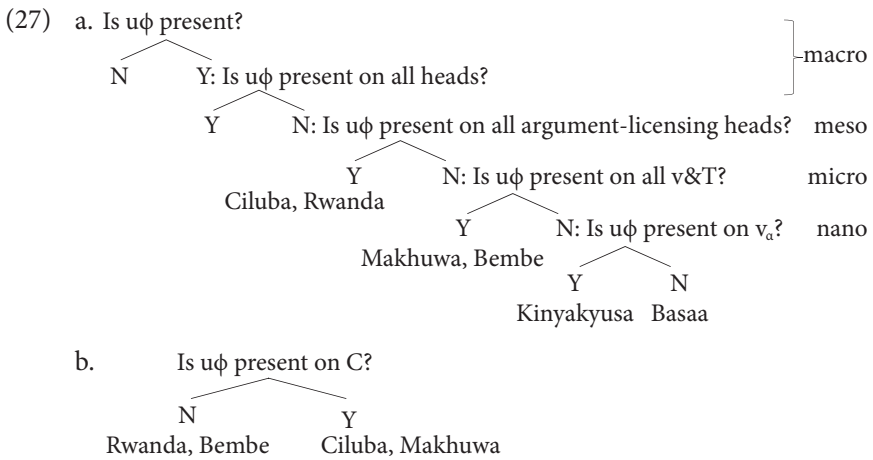 (27) a. Is uϕ present?
macro
N Y: Is uϕ present on all heads?
Y N: Is uϕ present on all argument-licensing heads? meso
Y N: Is uϕ present on all v&T? micro
Ciluba, Rwanda
Y N: Is uϕ present on vα? nano
Makhuwa, Bembe
Y N
Kinyakyusa Basaa
b. Is uϕ present on C?
N Y
Rwanda, Bembe Ciluba, Makhuwa